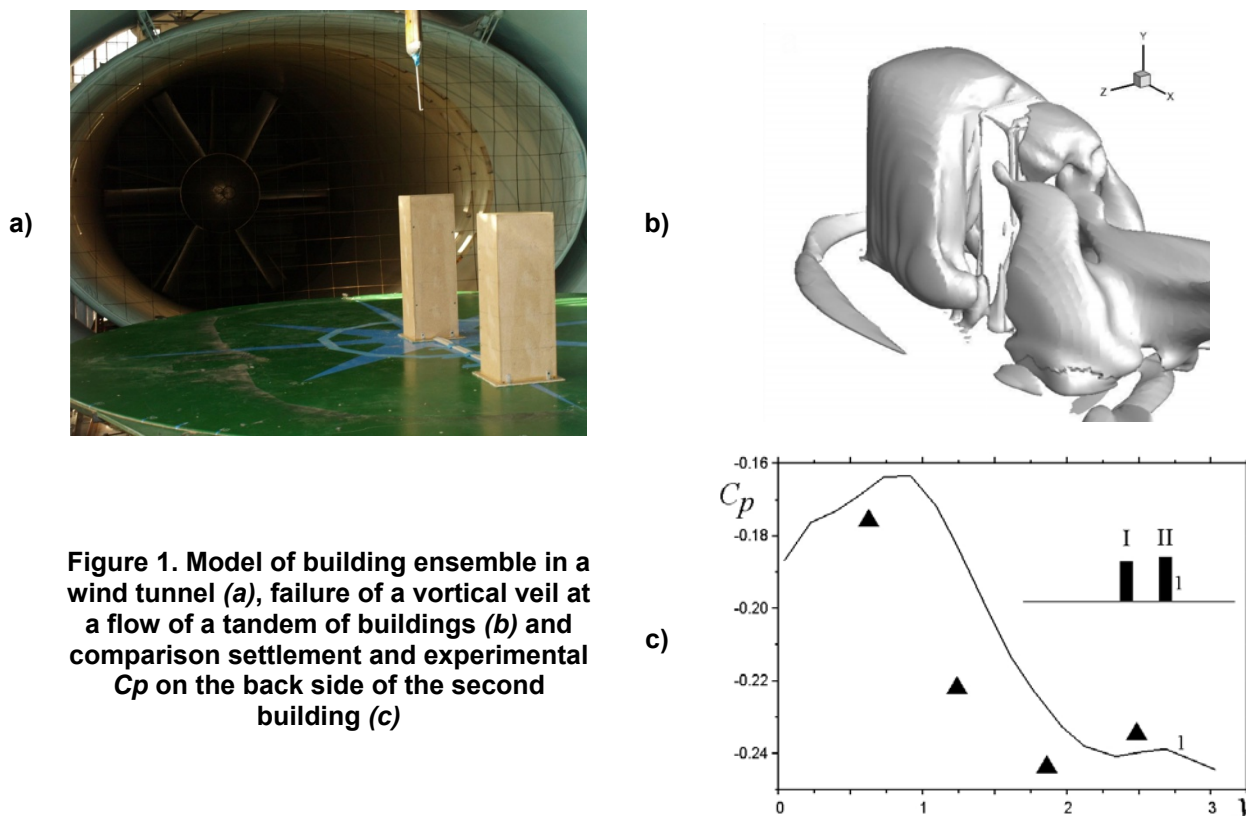 a)
b)
Y
Z
X
Figure 1. Model of building ensemble in a
wind tunnel (a), failure of a vortical veil at
a flow of a tandem of buildings (b) and
comparison settlement and experimental
Cp on the back side of the second
building (c)
c)
-0.16
Cp
-0.18
I II
1
-0.20
-0.22
-0.24
1
0 1 2 3